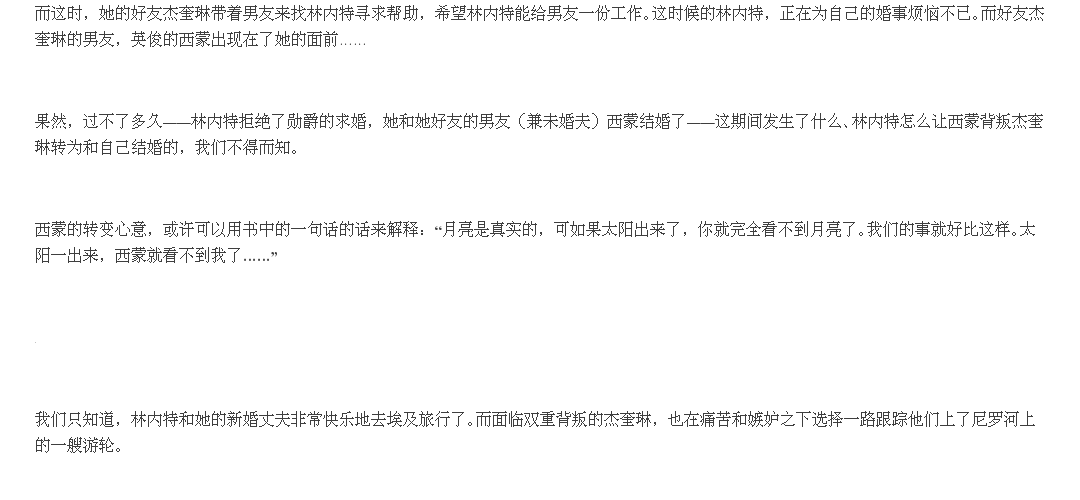 而这时，她的好友杰奎琳带着男友来找林内特寻求帮助，希望林内特能给男友一份工作。这时候的林内特，正在为自己的婚事烦恼不已。而好友杰
奎琳的男友，英俊的西蒙出现在了她的面前……
果然，过不了多久——林内特拒绝了勋爵的求婚，她和她好友的男友（兼未婚夫）西蒙结婚了——这期间发生了什么、林内特怎么让西蒙背叛杰奎
琳转为和自己结婚的，我们不得而知。
西蒙的转变心意，或许可以用书中的一句话的话来解释：“月亮是真实的，可如果太阳出来了，你就完全看不到月亮了。我们的事就好比这样。太
阳一出来，西蒙就看不到我了……”
我们只知道，林内特和她的新婚丈夫非常快乐地去埃及旅行了。而面临双重背叛的杰奎琳，也在痛苦和嫉妒之下选择一路跟踪他们上了尼罗河上
的一艘游轮。